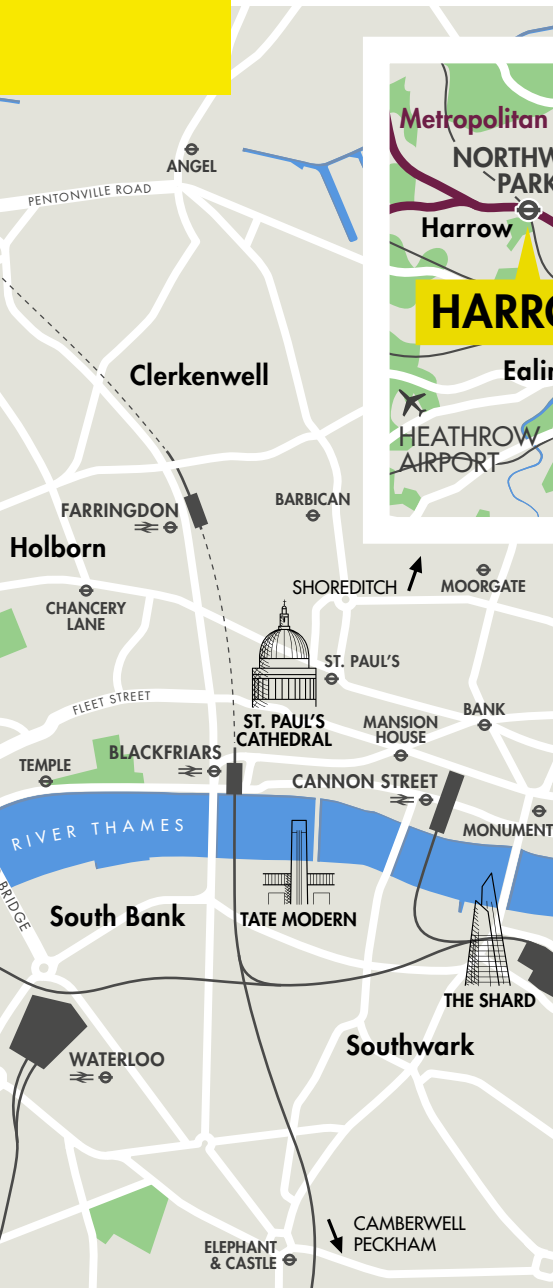 Metropolitan
NORTHW
PARK
Harrow
HARRO
Ealin
HEATHROW
AIRPORT
ANGEL
PENTONVILLE ROAD
Clerkenwell
FARRINGDON
BARBICAN
Holborn
CHANCERY
LANE
SHOREDITCH
MOORGATE
ST. PAUL'S
FLEET STREET
ST. PAUL'S
CATHEDRAL
MANSION
HOUSE
BANK
TEMPLE
BLACKFRIARS
CANNON STREET
MONUMENT
RIVER THAMES
BRIDGE
South Bank
TATE MODERN
THE SHARD
Southwark
WATERLOO
CAMBERWELL
PECKHAM
ELEPHANT
& CASTLE